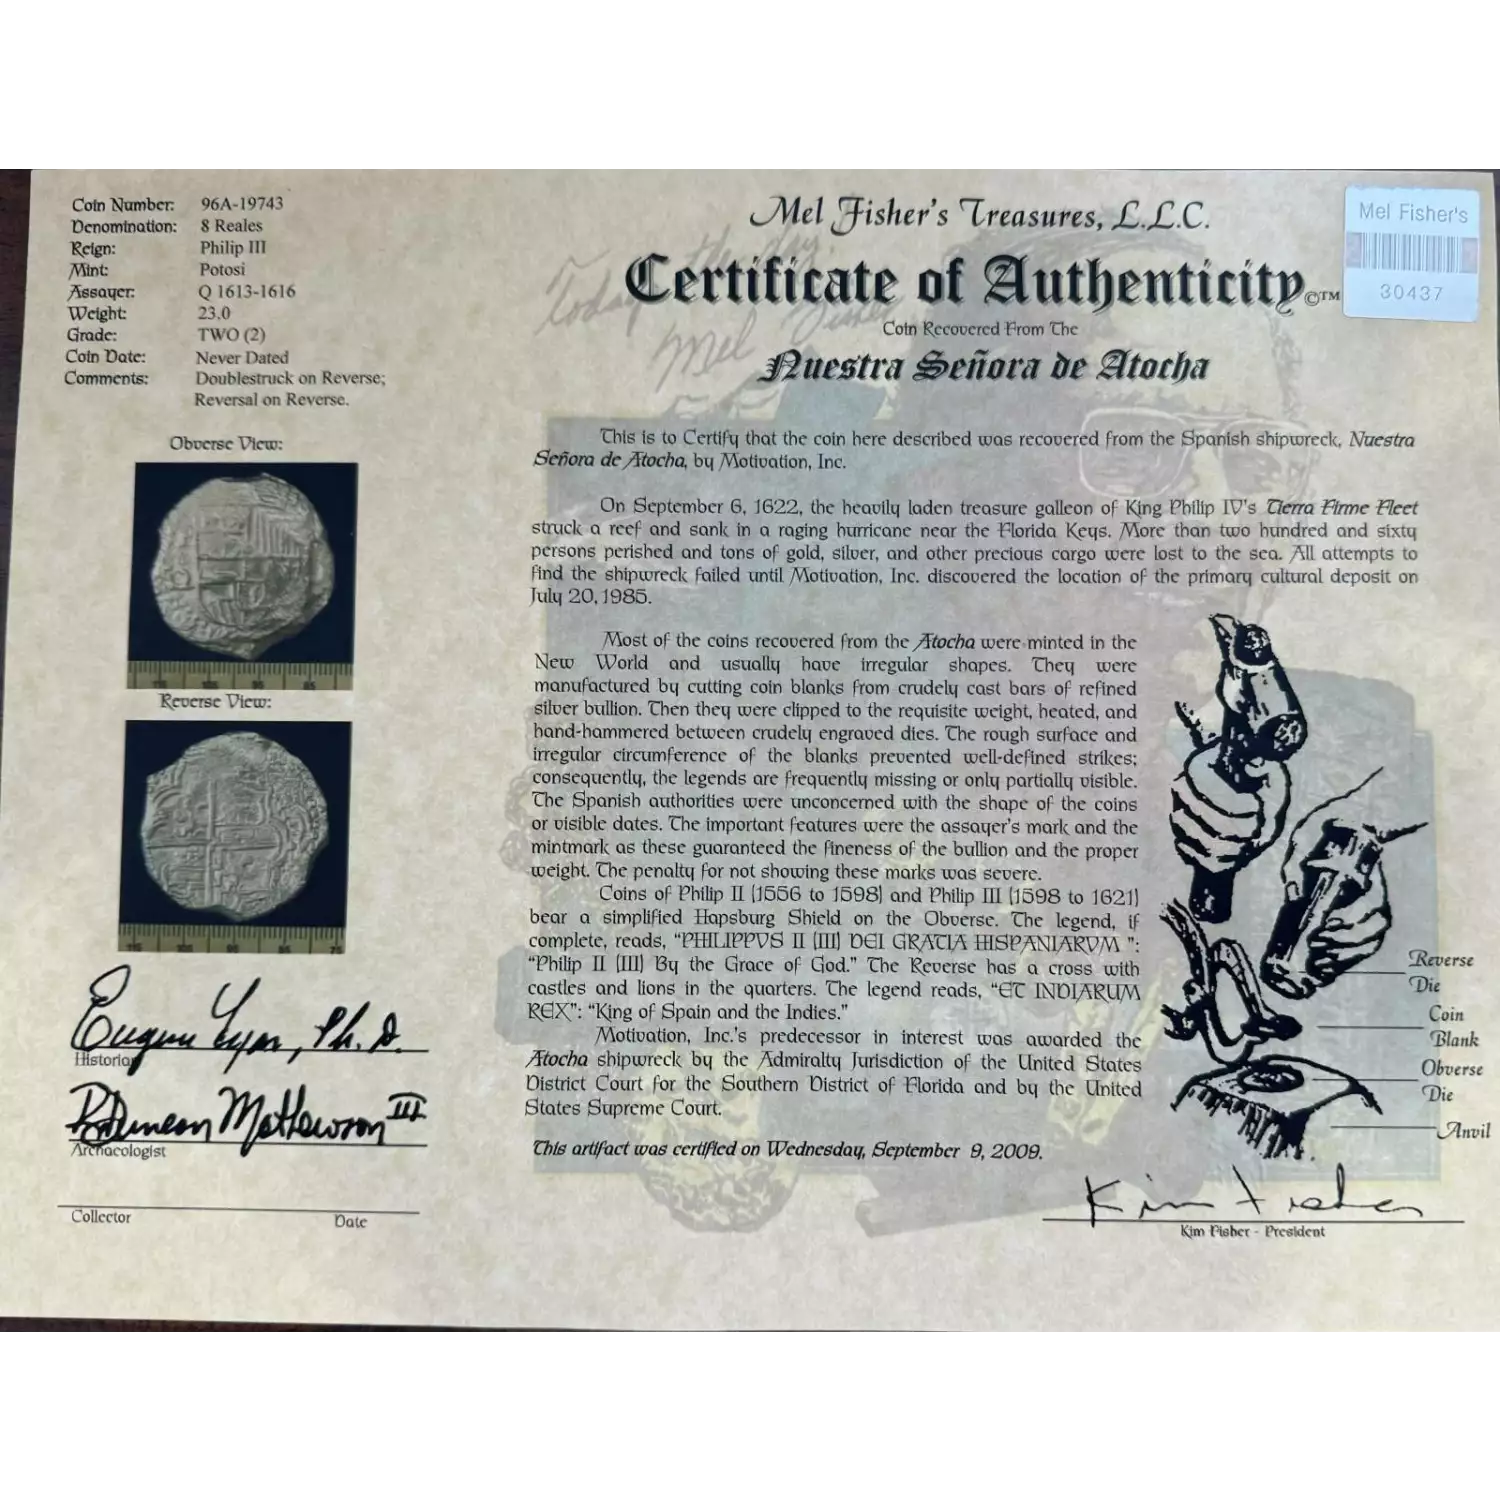 Coin Number: 96A-19743
Denomination: 8 Reales
Reign: Philip III
Mint: Potosi
Assayer: Q 1613-1616
Weight: 23.0
Grade: TWO (2)
Coin Date: Never Dated
Comments: Doublestruck on Reverse;
Reversal on Reverse.
Obverse View:
Reverse View:
Eugene Lyon, Ph. D.
Historian
R Duncan Mathewson III
Archaeologist
Collector Date
Mel Fisher's Treasures, L.L.C.
Certificate of Authenticity ©™
Coin Recovered From The
Nuestra Señora de Atocha
Today's the day!
Mel Fisher
Mel Fisher's
30437
This is to Certify that the coin here described was recovered from the Spanish shipwreck, Nuestra
Señora de Atocha, by Motivation, Inc.
On September 6, 1622, the heavily laden treasure galleon of King Philip IV's Tierra Firme Fleet
struck a reef and sank in a raging hurricane near the Florida Keys. More than two hundred and sixty
persons perished and tons of gold, silver, and other precious cargo were lost to the sea. All attempts to
find the shipwreck failed until Motivation, Inc. discovered the location of the primary cultural deposit on
July 20, 1985.
Most of the coins recovered from the Atocha were minted in the
New World and usually have irregular shapes. They were
manufactured by cutting coin blanks from crudely cast bars of refined
silver bullion. Then they were clipped to the requisite weight, heated, and
hand-hammered between crudely engraved dies. The rough surface and
irregular circumference of the blanks prevented well-defined strikes;
consequently, the legends are frequently missing or only partially visible.
The Spanish authorities were unconcerned with the shape of the coins
or visible dates. The important features were the assayer's mark and the
mintmark as these guaranteed the fineness of the bullion and the proper
weight. The penalty for not showing these marks was severe.
Coins of Philip II (1556 to 1598) and Philip III (1598 to 1621)
bear a simplified Hapsburg Shield on the Obverse. The legend, if
complete, reads, "PHILIPPVS II (III) DEI GRATIA HISPANIARVM ":
"Philip II (III) By the Grace of God." The Reverse has a cross with
castles and lions in the quarters. The legend reads, "ET INDIARUM
REX": "King of Spain and the Indies."
Motivation, Inc.'s predecessor in interest was awarded the
Atocha shipwreck by the Admiralty Jurisdiction of the United States
District Court for the Southern District of Florida and by the United
States Supreme Court.
This artifact was certified on Wednesday, September 9, 2009.
Reverse
Die
Coin
Blank
Obverse
Die
Anvil
Kim Fisher
Kim Fisher - President